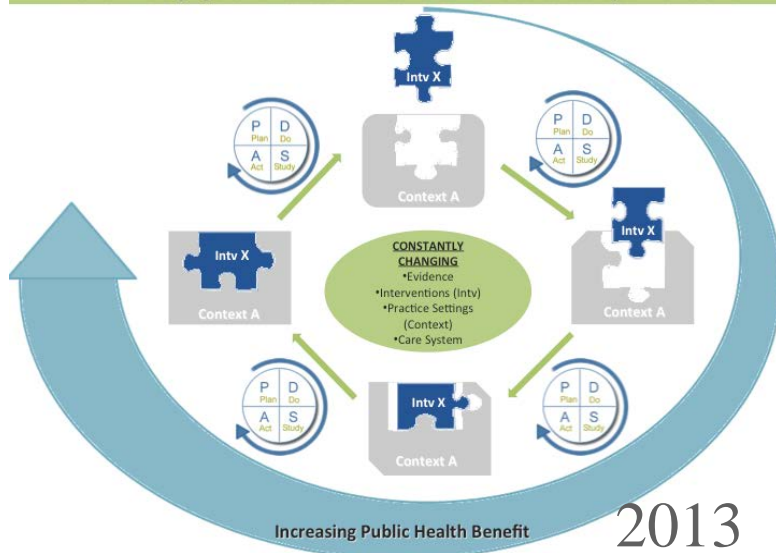 Intv X
P D
Plan Do
A S
Act Study
Context A
P D
Plan Do
A S
Act Study
Intv X
Context A
CONSTANTLY
CHANGING
•Evidence
•Interventions (Intv)
•Practice Settings
(Context)
•Care System
Intv X
Context A
P D
Plan Do
A S
Act Study
Intv X
Context A
P D
Plan Do
A S
Act Study
Increasing Public Health Benefit
2013